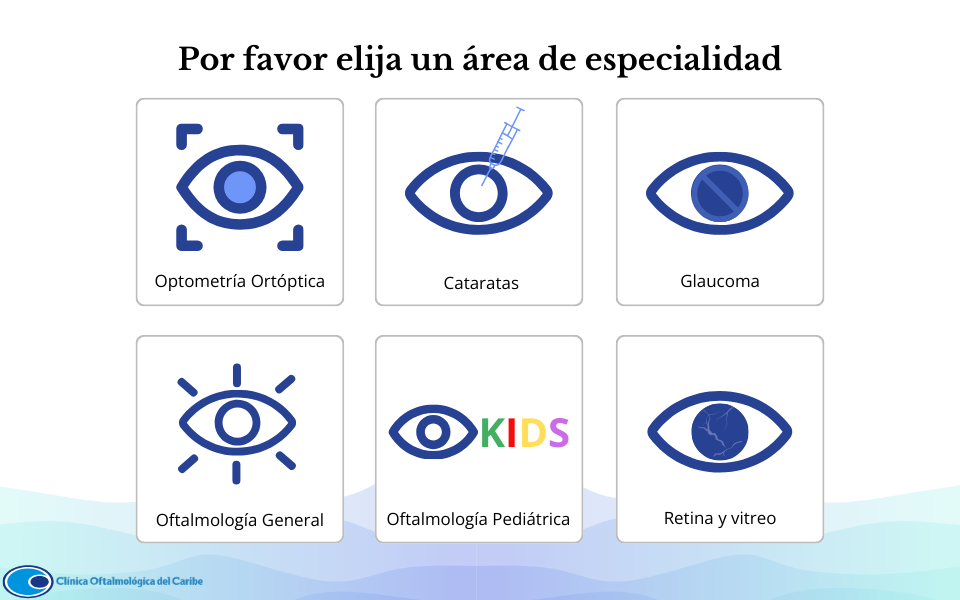 Por favor elija un área de especialidad
Optometría Ortóptica
Cataratas
Glaucoma
Oftalmología General
KIDS
Oftalmología Pediátrica
Retina y vitreo
Clínica Oftalmológica del Caribe